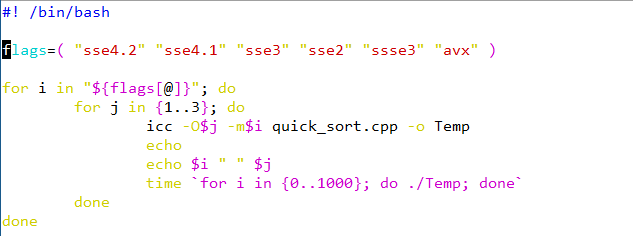 #! /bin/bash
flags=( "sse4.2" "sse4.1" "sse3" "sse2" "ssse3" "avx" )
for i in "${flags[@]}"; do
        for j in {1..3}; do
                icc -O$j -m$i quick_sort.cpp -o Temp
                echo
                echo $i " " $j
                time `for i in {0..1000}; do ./Temp; done`
        done
done